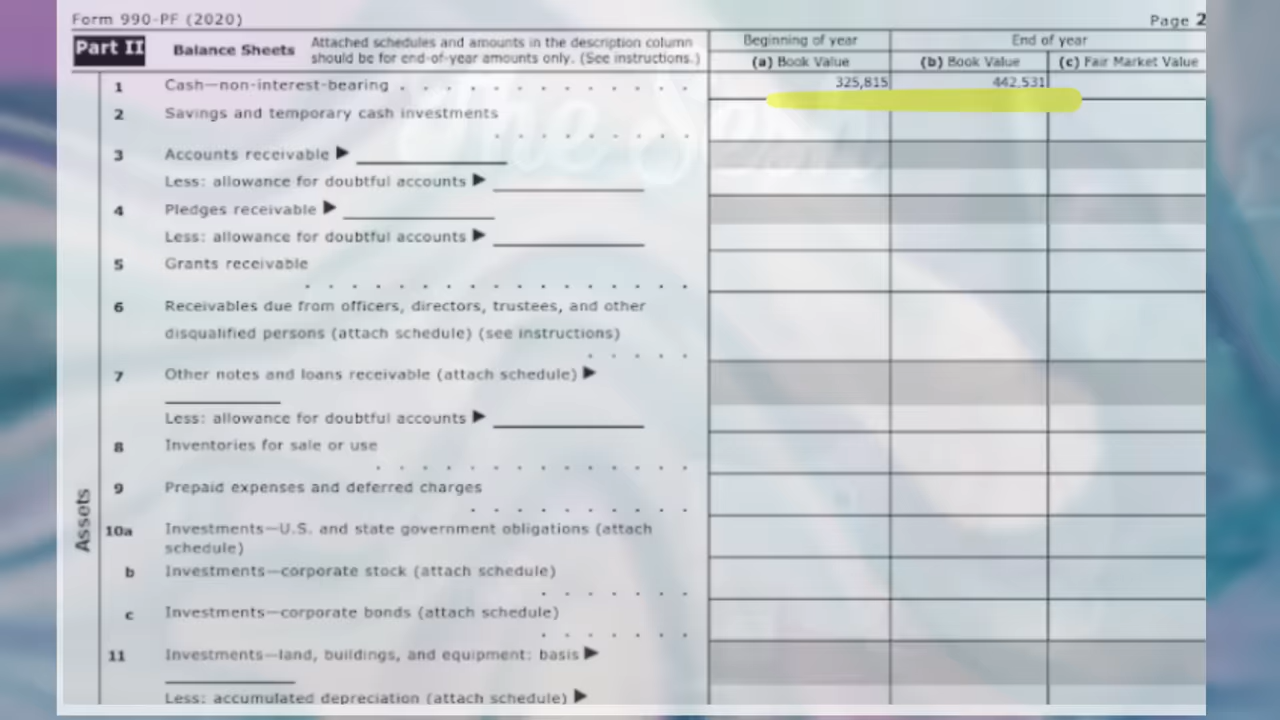 Form 990-PF (2020) Page 2
Part II Balance Sheets Attached schedules and amounts in the description column should be for end-of-year amounts only. (See instructions.) Beginning of year End of year
(a) Book Value (b) Book Value (c) Fair Market Value
1 Cash—non-interest-bearing . . . . . . . . . . . . . . . 325,815 442,531
2 Savings and temporary cash investments
. . . . . . . . .
3 Accounts receivable ▶
Less: allowance for doubtful accounts ▶
4 Pledges receivable ▶
Less: allowance for doubtful accounts ▶
5 Grants receivable
. . . . . . . . . . . . . . . . .
6 Receivables due from officers, directors, trustees, and other
disqualified persons (attach schedule) (see instructions)
. . . . .
7 Other notes and loans receivable (attach schedule) ▶
Less: allowance for doubtful accounts ▶
8 Inventories for sale or use
. . . . . . . . . . . . . .
9 Prepaid expenses and deferred charges
. . . . . . . . . .
Assets
10a Investments—U.S. and state government obligations (attach
schedule)
b Investments—corporate stock (attach schedule)
. . . . . . .
c Investments—corporate bonds (attach schedule)
. . . . . . .
11 Investments—land, buildings, and equipment: basis ▶
Less: accumulated depreciation (attach schedule) ▶